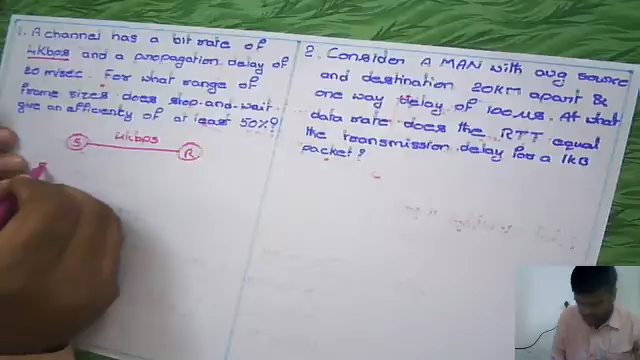 1. A channel has a bit rate of
4Kbps and a propagation delay of
20 m/sec. For what range of
frame sizes does stop-and-wait
give an efficiency of at least 50%?
4Kbps
S
R
2. Consider A MAN with avg source
and destination 20KM apart &
one way delay of 100 μs. At what
data rate does the RTT equal
the transmission delay for a 1KB
packet?